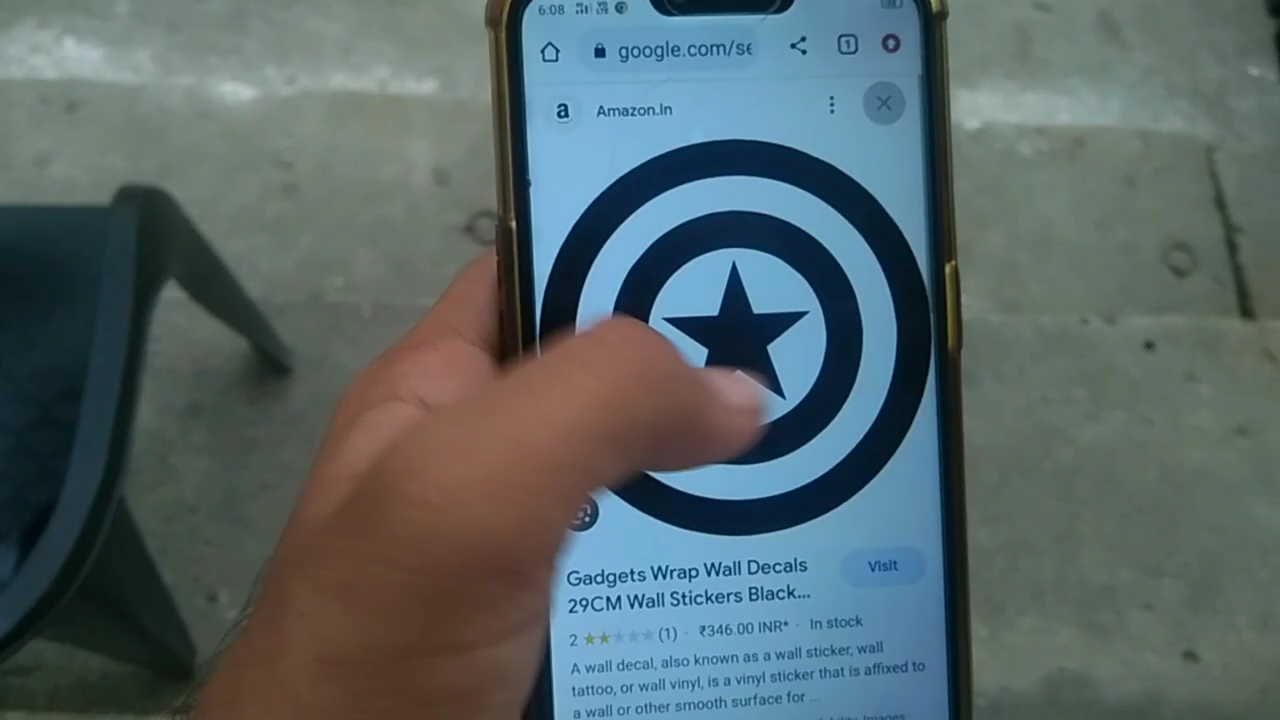 6:08
google.com/se
1
a Amazon.in
Gadgets Wrap Wall Decals
29CM Wall Stickers Black...
Visit
2 ★★★★★ (1) · ₹346.00 INR* · In stock
A wall decal, also known as a wall sticker, wall
tattoo, or wall vinyl, is a vinyl sticker that is affixed to
a wall or other smooth surface for ...